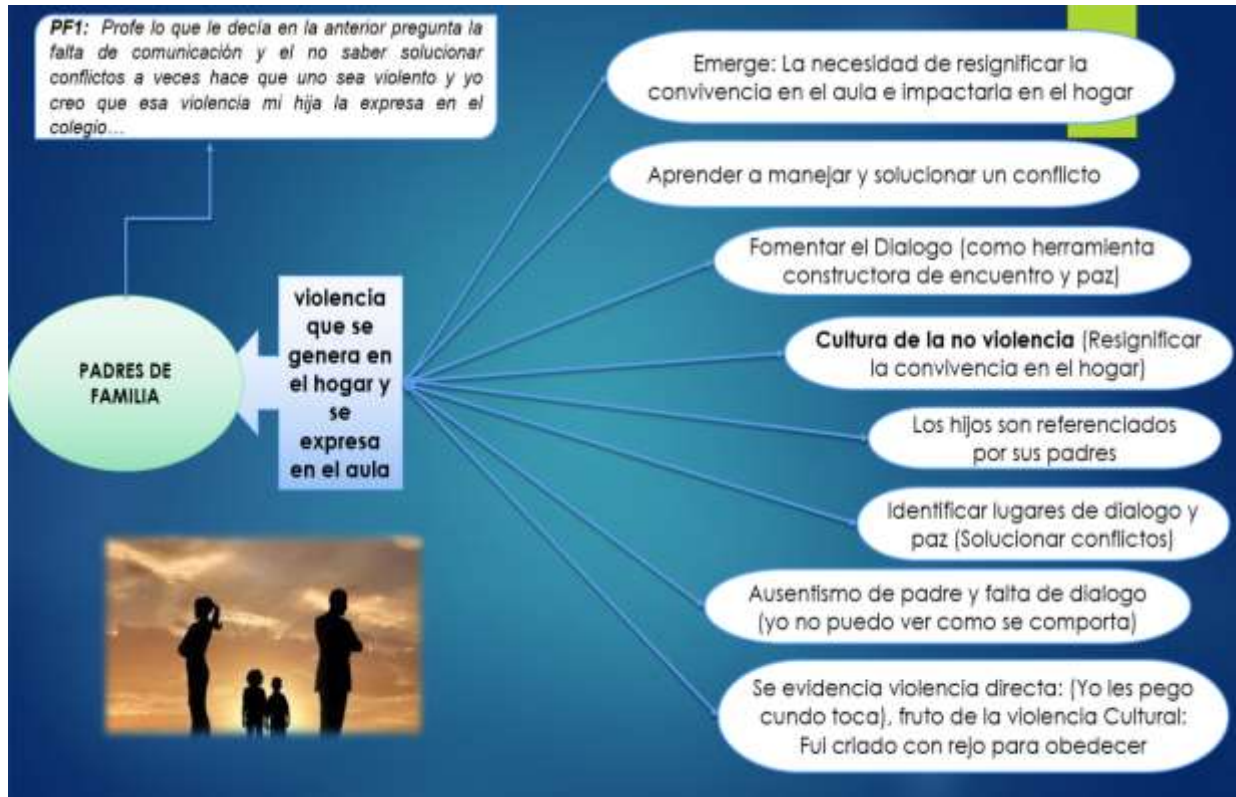 PF1: Profe lo que le decía en la anterior pregunta la
falta de comunicación y el no saber solucionar
conflictos a veces hace que uno sea violento y yo
creo que esa violencia mi hija la expresa en el
colegio…
Emerge: La necesidad de resignificar la
convivencia en el aula e impactarla en el hogar
Aprender a manejar y solucionar un conflicto
Fomentar el Dialogo (como herramienta
constructora de encuentro y paz)
violencia
que se
genera en
el hogar y
se
expresa
en el aula
PADRES DE
FAMILIA
Cultura de la no violencia (Resignificar
la convivencia en el hogar)
Los hijos son referenciados
por sus padres
Identificar lugares de dialogo y
paz (Solucionar conflictos)
Ausentismo de padre y falta de dialogo
(yo no puedo ver como se comporta)
Se evidencia violencia directa: (Yo les pego
cundo toca), fruto de la violencia Cultural:
Fui criado con rejo para obedecer